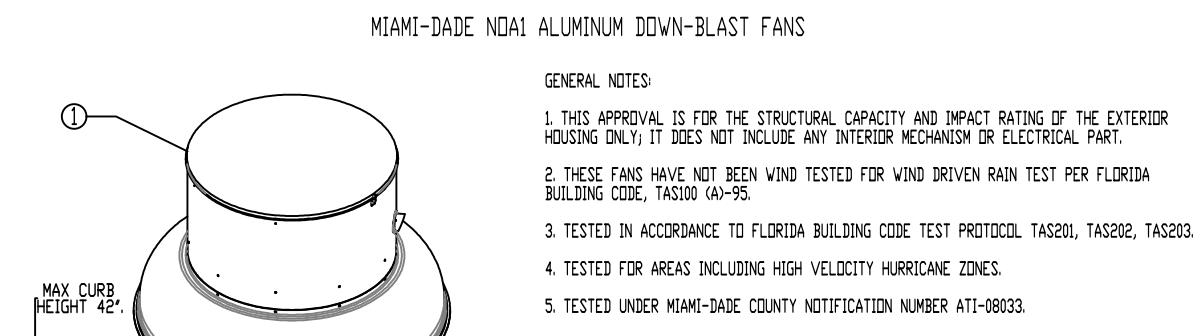 MIAMI-DADE NOA1 ALUMINUM DOWN-BLAST FANS
GENERAL NOTES:
1
1. THIS APPROVAL IS FOR THE STRUCTURAL CAPACITY AND IMPACT RATING OF THE EXTERIOR
HOUSING ONLY; IT DOES NOT INCLUDE ANY INTERIOR MECHANISM OR ELECTRICAL PART.
2. THESE FANS HAVE NOT BEEN WIND TESTED FOR WIND DRIVEN RAIN TEST PER FLORIDA
BUILDING CODE, TAS100 (A)-95.
3. TESTED IN ACCORDANCE TO FLORIDA BUILDING CODE TEST PROTOCOL TAS201, TAS202, TAS203.
4. TESTED FOR AREAS INCLUDING HIGH VELOCITY HURRICANE ZONES.
5. TESTED UNDER MIAMI-DADE COUNTY NOTIFICATION NUMBER ATI-08033.
MAX CURB
HEIGHT 42".